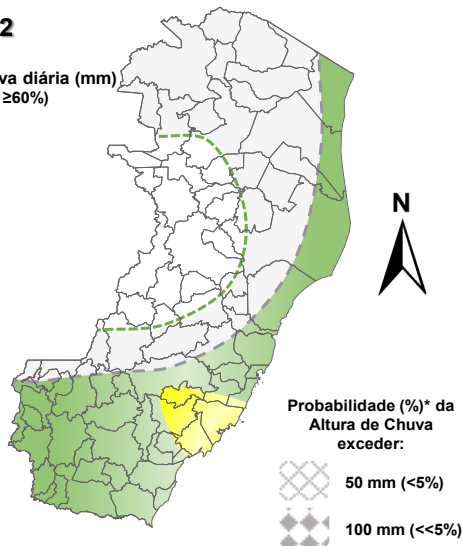 2
va diária (mm)
≥60%)
N
Probabilidade (%)* da
Altura de Chuva
exceder:
50 mm (<5%)
100 mm (<<5%)